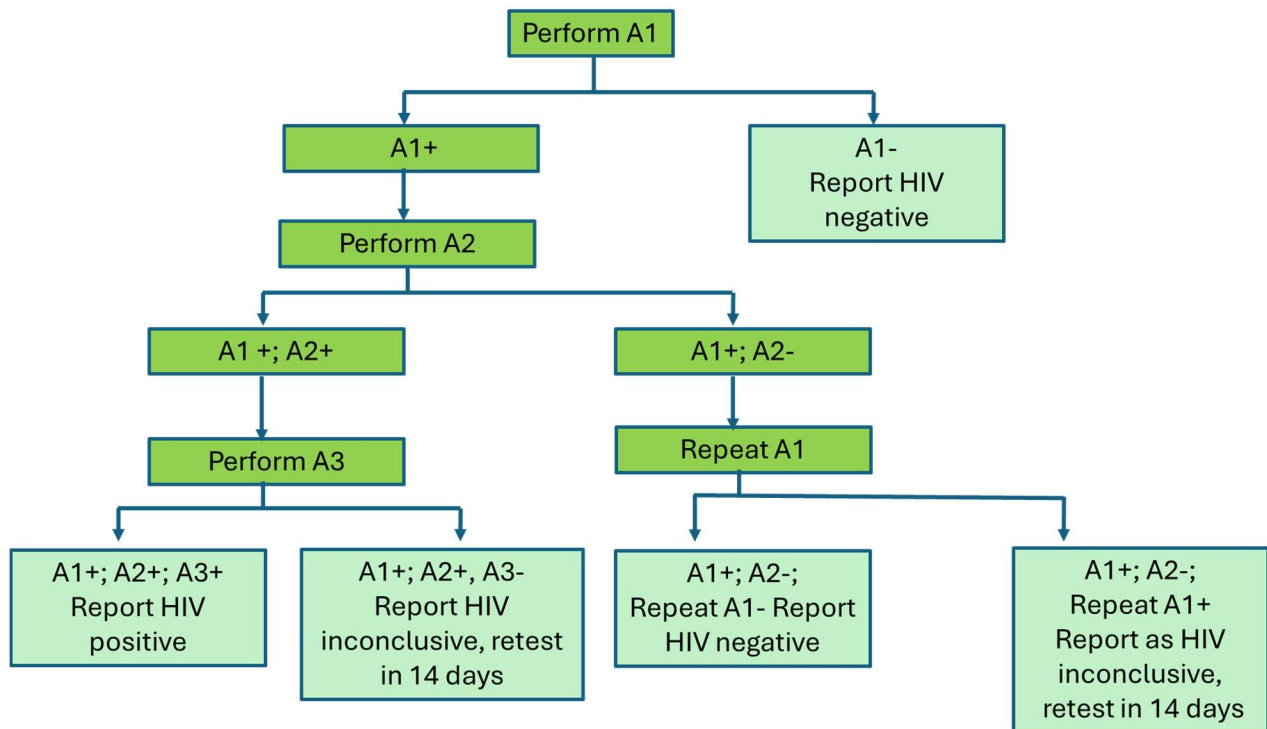 Perform A1
A1+
A1-
Report HIV
negative
Perform A2
A1 +; A2+
A1+; A2-
Perform A3
Repeat A1
A1+; A2+; A3+
Report HIV
positive
A1+; A2+, A3-
Report HIV
inconclusive, retest
in 14 days
A1+; A2-;
Repeat A1- Report
HIV negative
A1+; A2-;
Repeat A1+
Report as HIV
inconclusive,
retest in 14 days